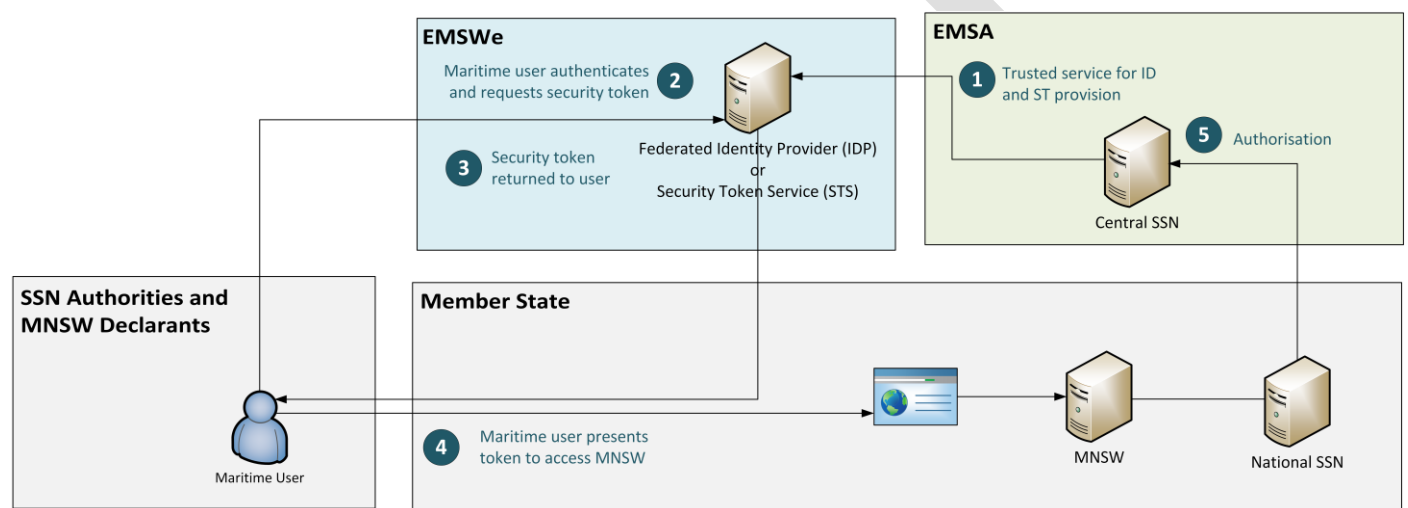 EMSWe
2
Maritime user authenticates
and requests security token
3
Security token
returned to user
Federated Identity Provider (IDP)
or
Security Token Service (STS)
EMSA
1
Trusted service for ID
and ST provision
5
Authorisation
Central SSN
SSN Authorities and
MNSW Declarants
Maritime User
Member State
4
Maritime user presents
token to access MNSW
MNSW
National SSN